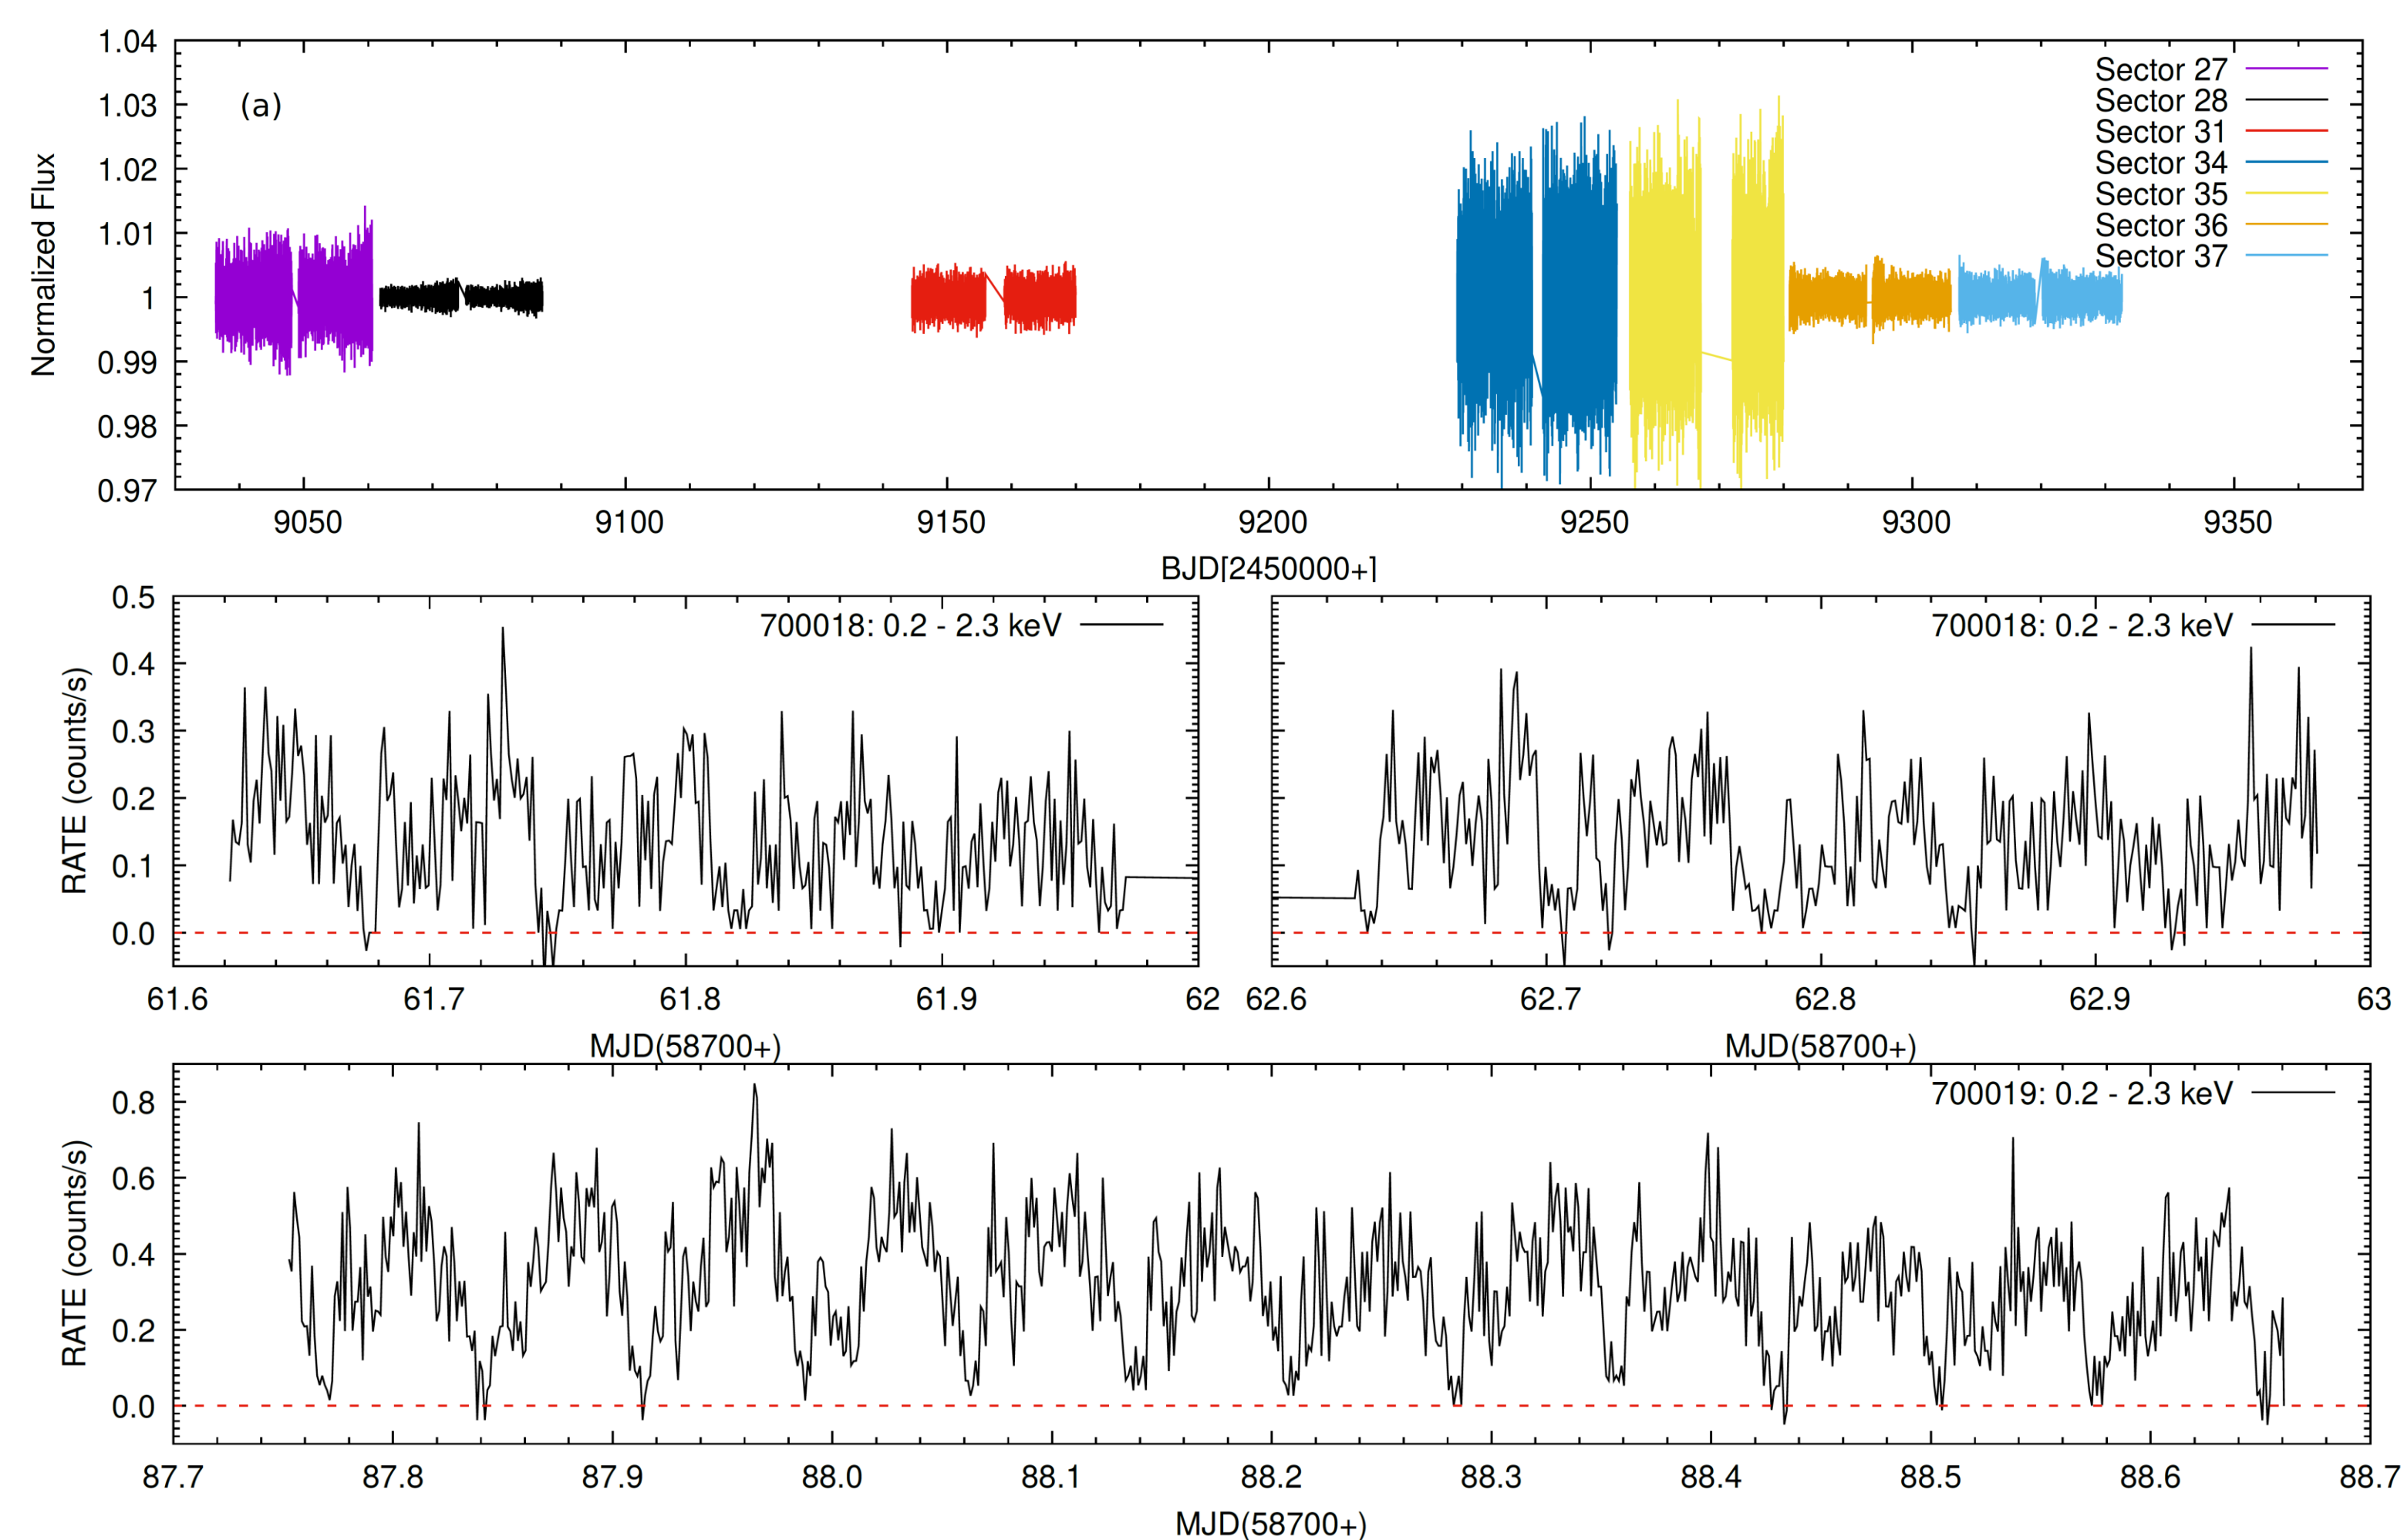 1.04
1.03
1.02
1.01
1
0.99
0.98
0.97
Normalized Flux
(a)
Sector 27
Sector 28
Sector 31
Sector 34
Sector 35
Sector 36
Sector 37
9050 9100 9150 9200 9250 9300 9350
BJD[2450000+]
0.5
0.4
0.3
0.2
0.1
0.0
RATE (counts/s)
700018: 0.2 - 2.3 keV
61.6 61.7 61.8 61.9 62
MJD(58700+)
700018: 0.2 - 2.3 keV
62.6 62.7 62.8 62.9 63
MJD(58700+)
0.8
0.6
0.4
0.2
0.0
RATE (counts/s)
700019: 0.2 - 2.3 keV
87.7 87.8 87.9 88.0 88.1 88.2 88.3 88.4 88.5 88.6 88.7
MJD(58700+)